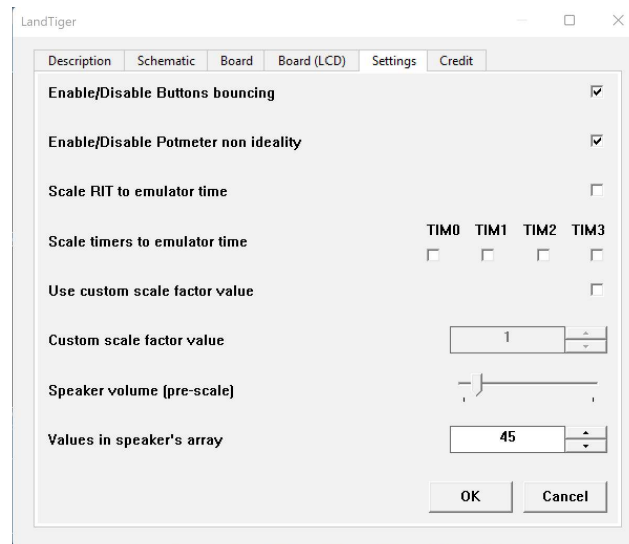 LandTiger
Description Schematic Board Board (LCD) Settings Credit
Enable/Disable Buttons bouncing
Enable/Disable Potmeter non ideality
Scale RIT to emulator time
TIM0 TIM1 TIM2 TIM3
Scale timers to emulator time
Use custom scale factor value
Custom scale factor value 1
Speaker volume (pre-scale)
Values in speaker's array 45
OK Cancel